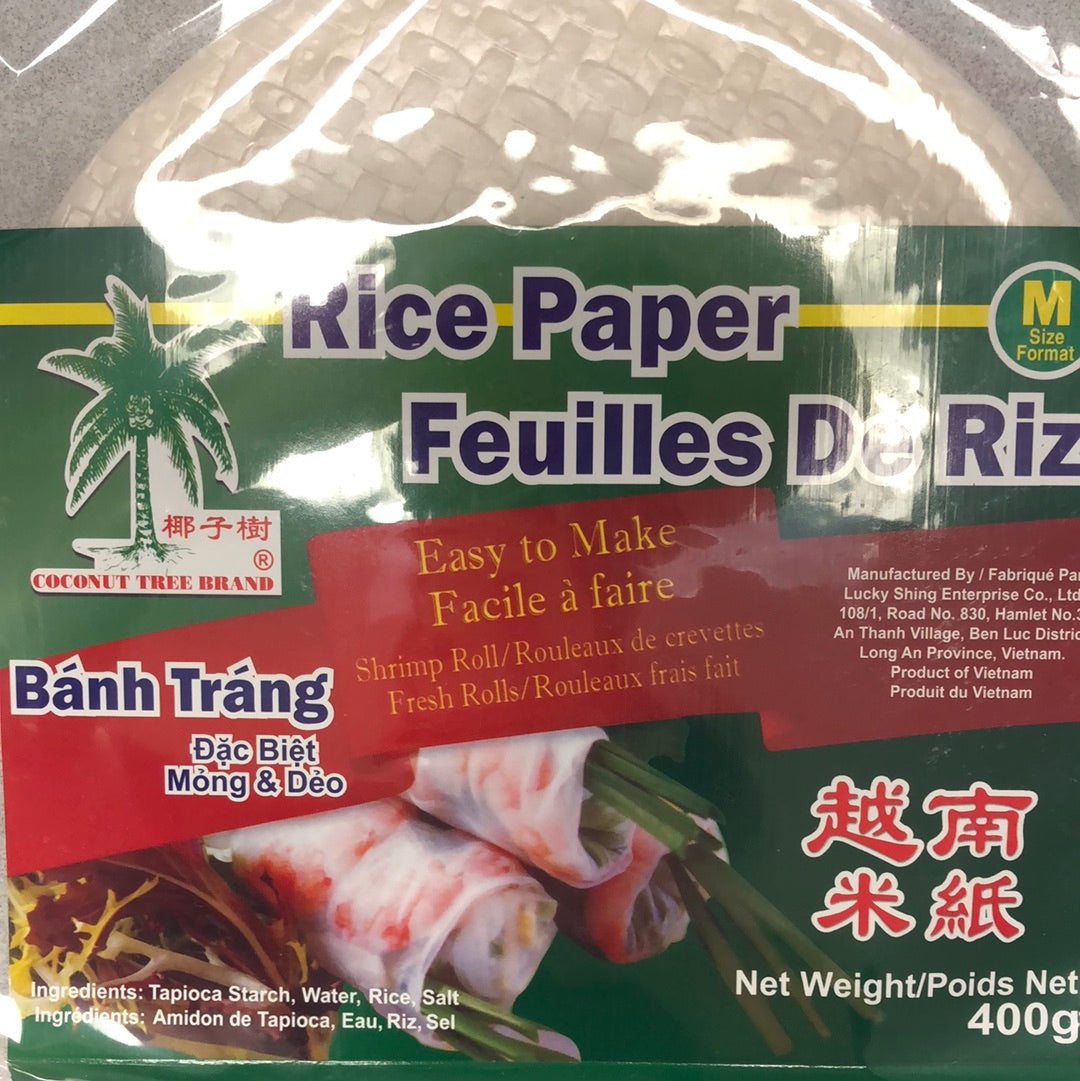 Rice Paper
M
Size
Format
Feuilles De Riz
椰子樹
®
COCONUT TREE BRAND
Easy to Make
Facile à faire
Shrimp Roll/Rouleaux de crevettes
Fresh Rolls/Rouleaux frais fait
Manufactured By / Fabriqué Par
Lucky Shing Enterprise Co., Ltd
108/1, Road No. 830, Hamlet No.3
An Thanh Village, Ben Luc Distric
Long An Province, Vietnam.
Product of Vietnam
Produit du Vietnam
Bánh Tráng
Đặc Biệt
Mỏng & Dẻo
越南
米紙
Ingredients: Tapioca Starch, Water, Rice, Salt
Ingrédients: Amidon de Tapioca, Eau, Riz, Sel
Net Weight/Poids Net
400g